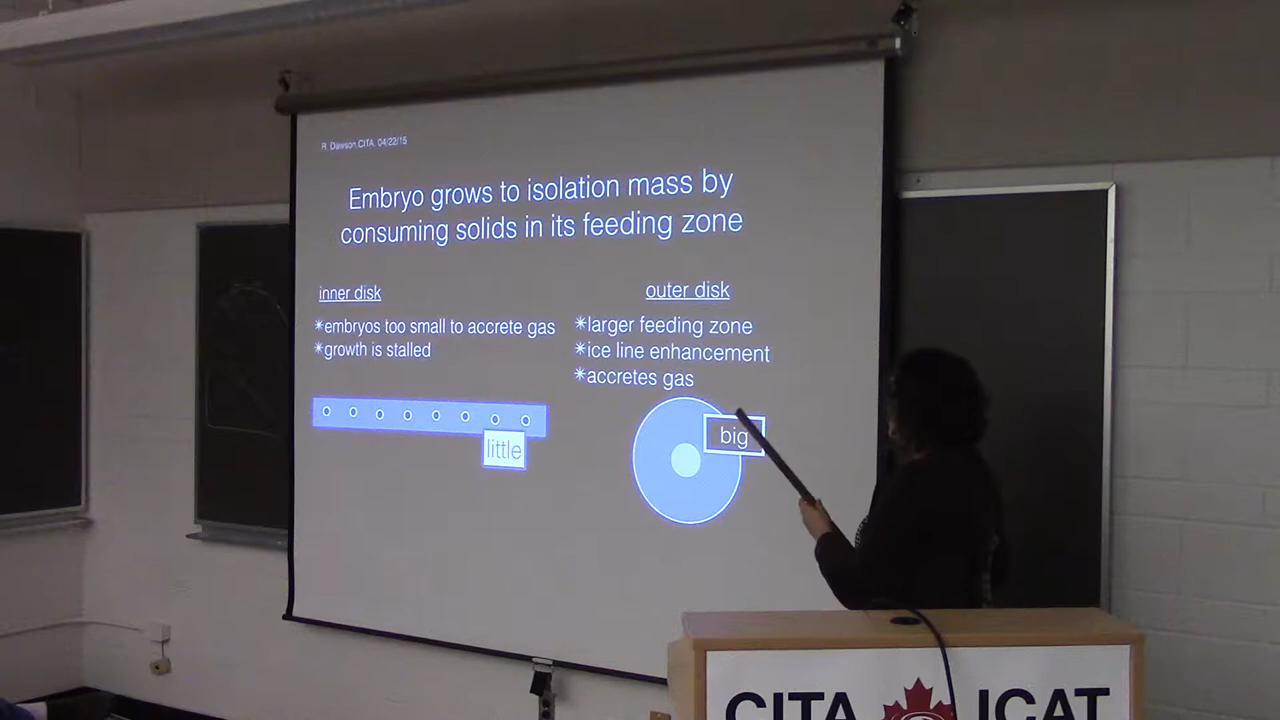 R. Dawson, CITA, 04/22/15
Embryo grows to isolation mass by
consuming solids in its feeding zone
inner disk
*embryos too small to accrete gas
*growth is stalled
little
outer disk
*larger feeding zone
*ice line enhancement
*accretes gas
big
CITA ICAT